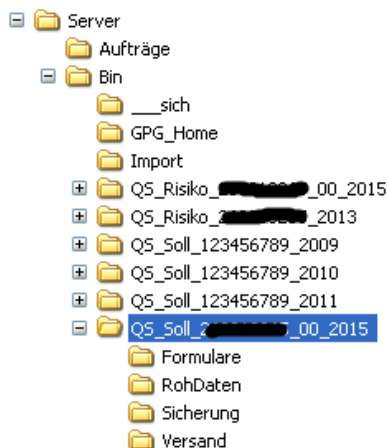 Server
Aufträge
Bin
___sich
GPG_Home
Import
QS_Risiko_ _00_2015
QS_Risiko_ _2013
QS_Soll_123456789_2009
QS_Soll_123456789_2010
QS_Soll_123456789_2011
QS_Soll_2 _00_2015
Formulare
RohDaten
Sicherung
Versand